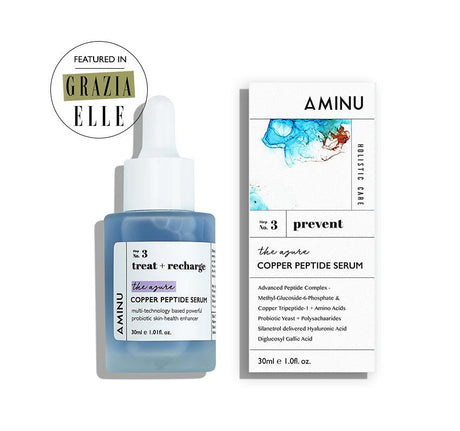 FEATURED IN
GRAZIA
ELLE
Step
No. 3
treat + recharge
the azure
COPPER PEPTIDE SERUM
multi-technology based powerful
probiotic skin-health enhancer
30ml e 1.01fl. oz.
AMINU
AMINU
HOLISTIC CARE
Step
No. 3
prevent
the azure
COPPER PEPTIDE SERUM
Advanced Peptide Complex -
Methyl-Glucoside-6-Phosphate &
Copper Tripeptide-1 + Amino Acids
Probiotic Yeast + Polysachaarides
Silanetrol delivered Hyaluronic Acid
Diglucosyl Gallic Acid
30ml e 1.0fl. oz.